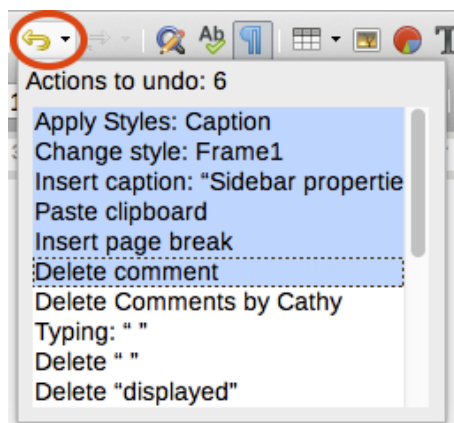 Ab
T
Actions to undo: 6
Apply Styles: Caption
Change style: Frame1
Insert caption: “Sidebar propertie
Paste clipboard
Insert page break
Delete comment
Delete Comments by Cathy
Typing: “ ”
Delete “ ”
Delete “displayed”